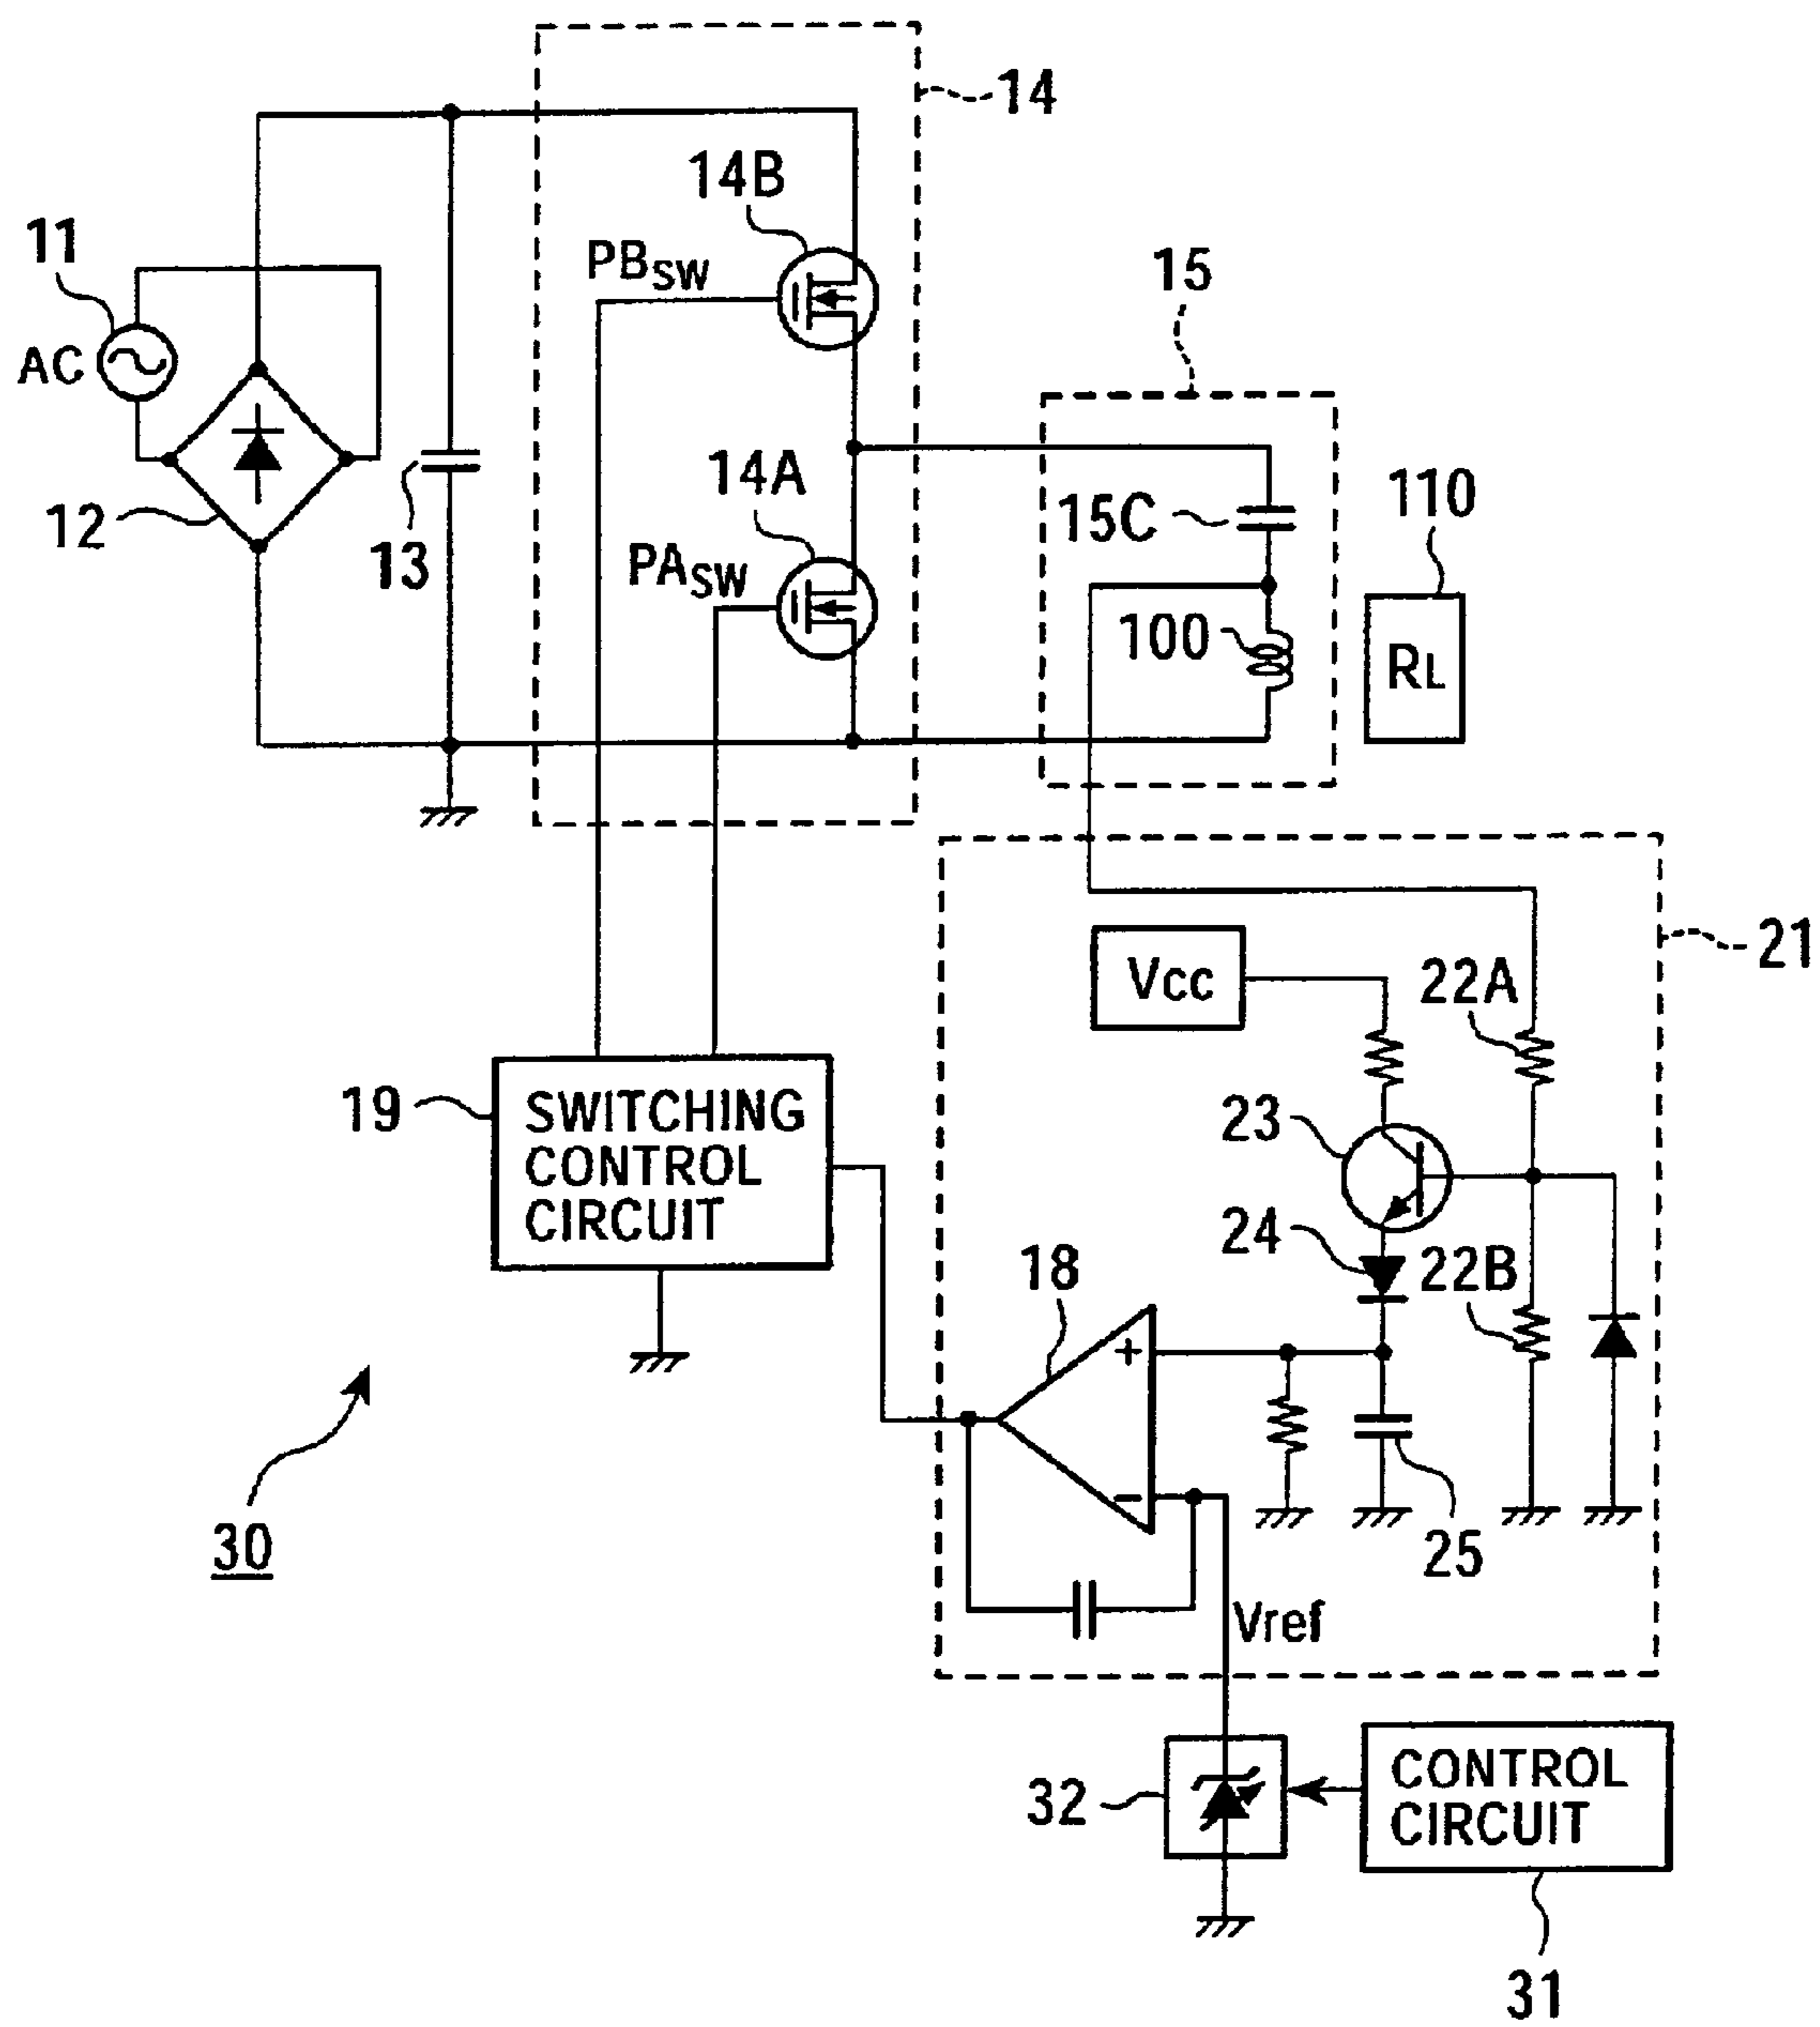 14
14B
11
PBSW
15
AC
14A
110
15C
12
13
PASW
100
RL
21
Vcc
22A
19
SWITCHING
CONTROL
CIRCUIT
23
24
22B
18
+
−
30
25
Vref
32
CONTROL
CIRCUIT
31